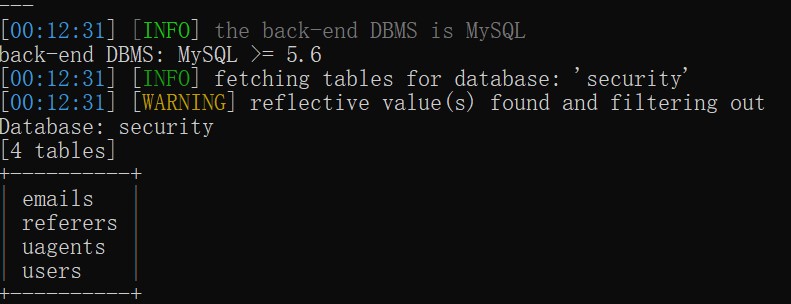 ---
[00:12:31] [INFO] the back-end DBMS is MySQL
back-end DBMS: MySQL >= 5.6
[00:12:31] [INFO] fetching tables for database: 'security'
[00:12:31] [WARNING] reflective value(s) found and filtering out
Database: security
[4 tables]
+----------+
| emails   |
| referers |
| uagents  |
| users    |
+----------+